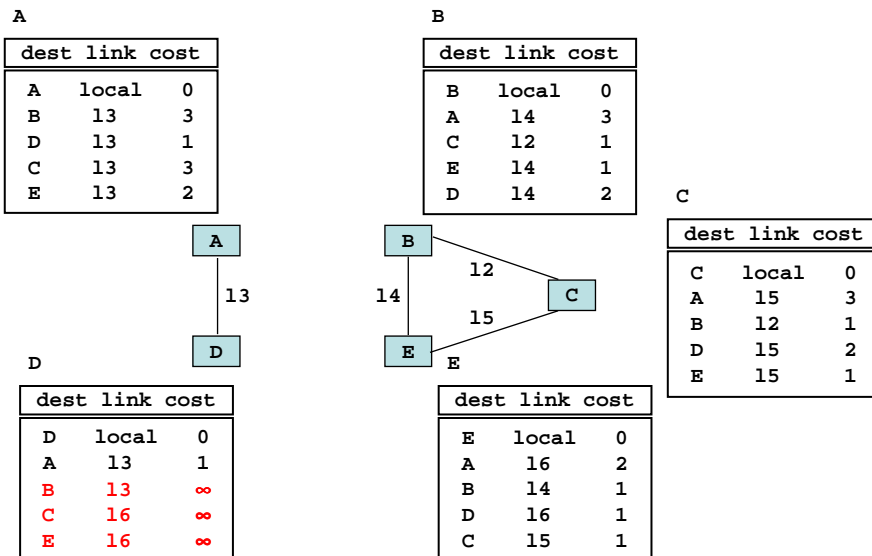 A
dest link cost
A local 0
B l3 3
D l3 1
C l3 3
E l3 2
B
dest link cost
B local 0
A l4 3
C l2 1
E l4 1
D l4 2
C
dest link cost
C local 0
A l5 3
B l2 1
D l5 2
E l5 1
A
B
l2
l3
l4
C
l5
D
E
D
dest link cost
D local 0
A l3 1
B l3 ∞
C l6 ∞
E l6 ∞
E
dest link cost
E local 0
A l6 2
B l4 1
D l6 1
C l5 1